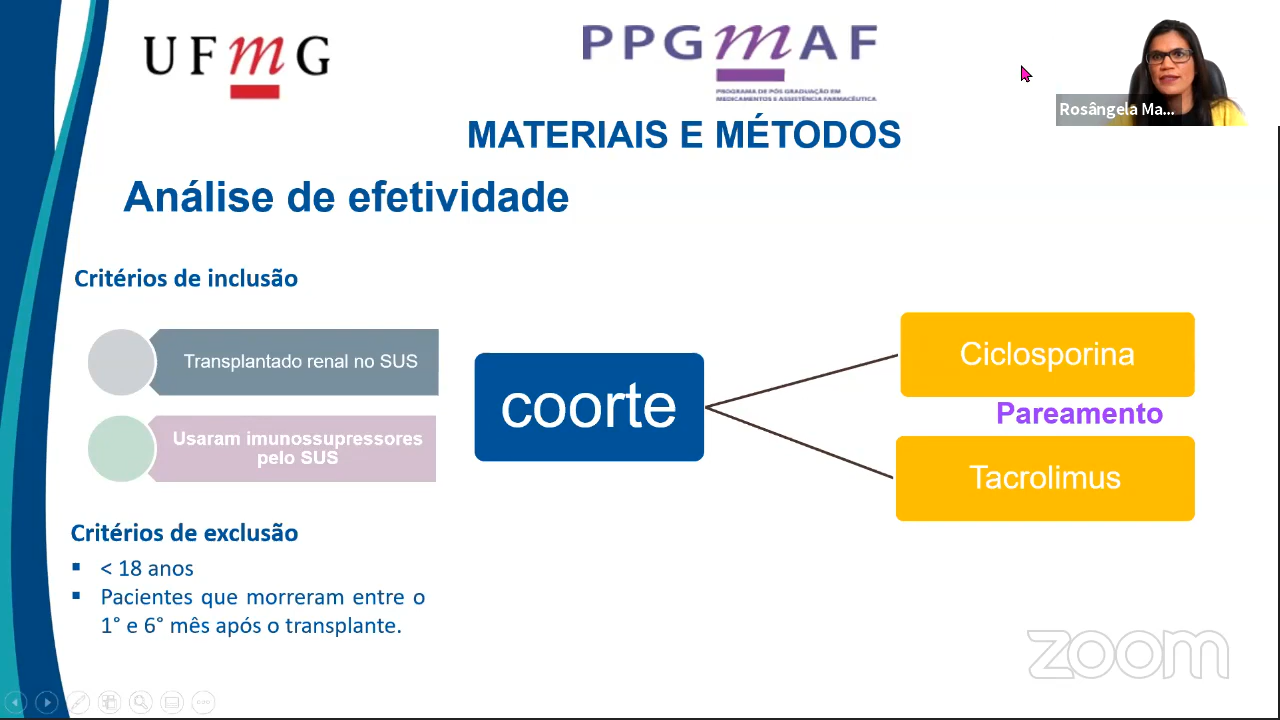 UFmG
PPGmAF
PROGRAMA DE PÓS GRADUAÇÃO EM
MEDICAMENTOS E ASSISTÊNCIA FARMACÊUTICA
Rosângela Ma...
MATERIAIS E MÉTODOS
Análise de efetividade
Critérios de inclusão
Transplantado renal no SUS
Usaram imunossupressores
pelo SUS
coorte
Ciclosporina
Pareamento
Tacrolimus
Critérios de exclusão
< 18 anos
Pacientes que morreram entre o
1° e 6° mês após o transplante.
zoom